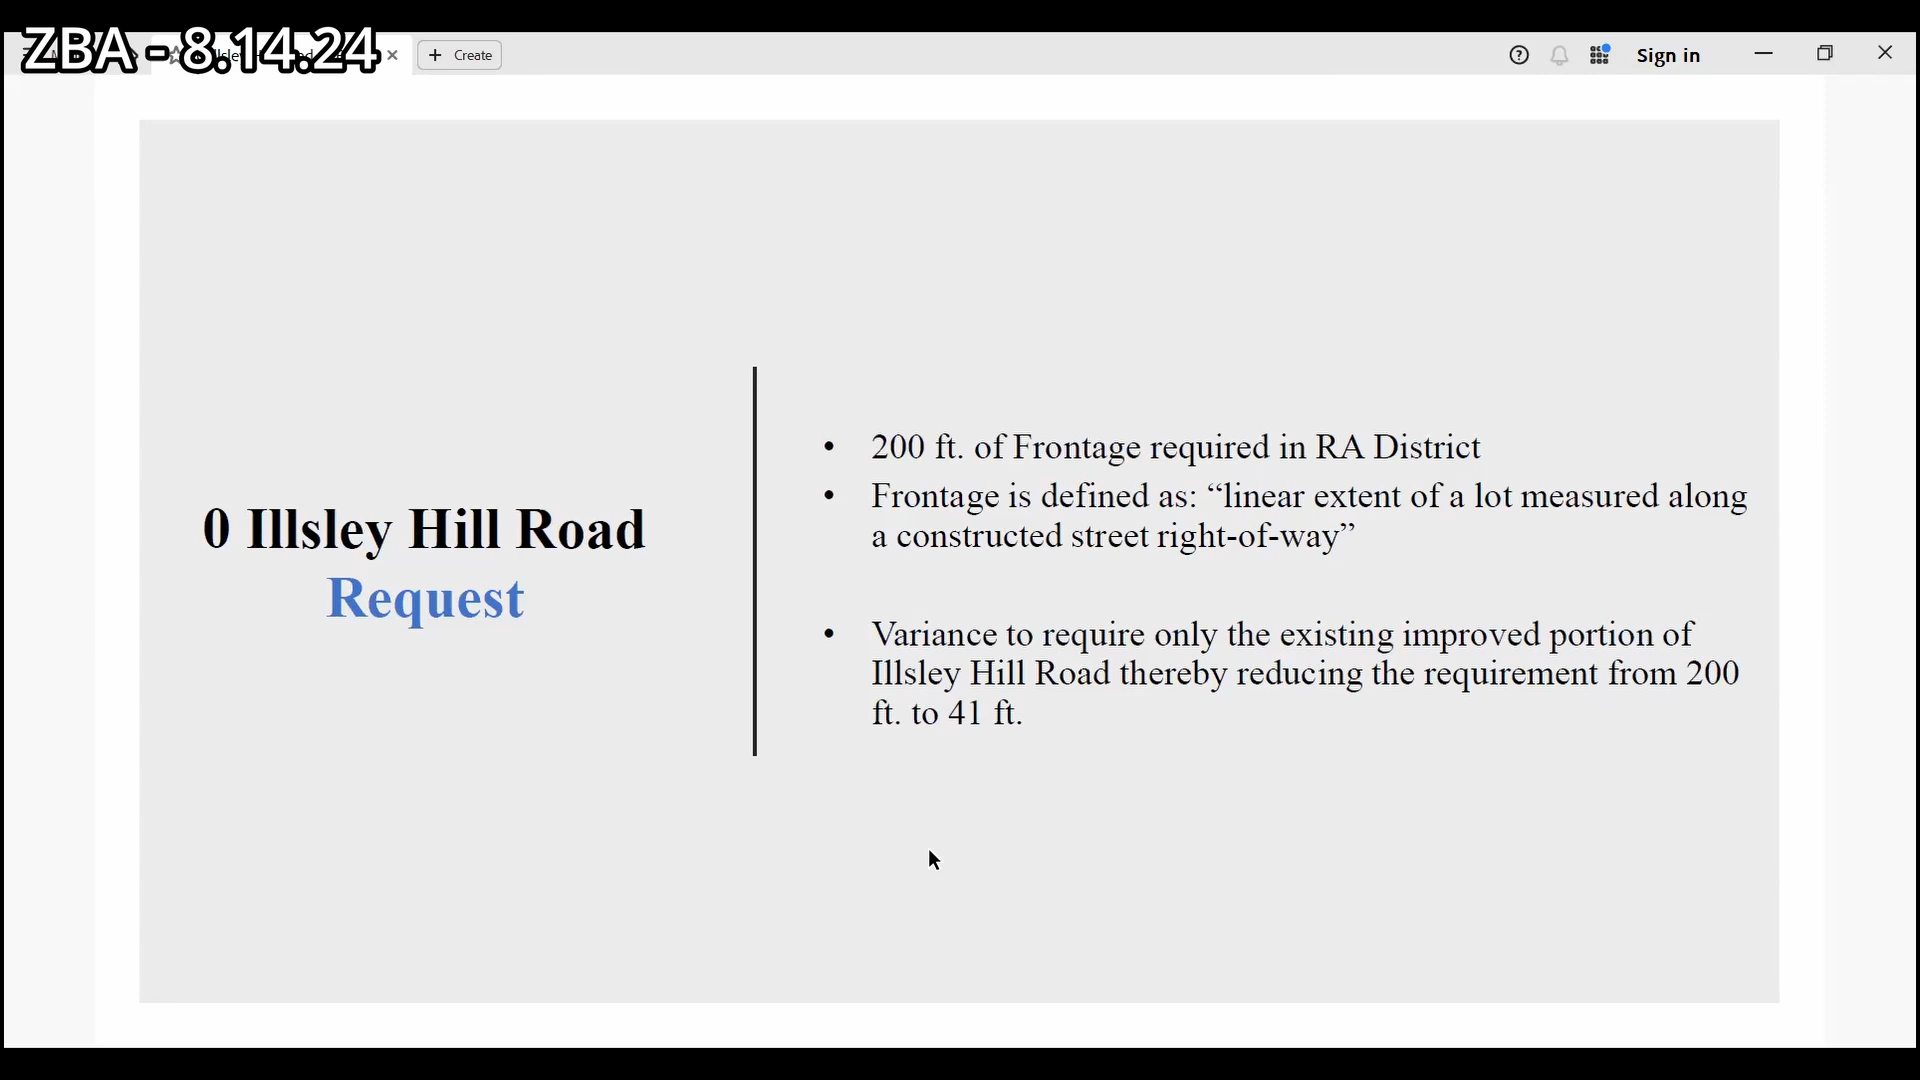 ZBA - 8.14.24
Create
Sign in
0 Illsley Hill Road
Request
• 200 ft. of Frontage required in RA District
• Frontage is defined as: “linear extent of a lot measured along
a constructed street right-of-way”
• Variance to require only the existing improved portion of
Illsley Hill Road thereby reducing the requirement from 200
ft. to 41 ft.